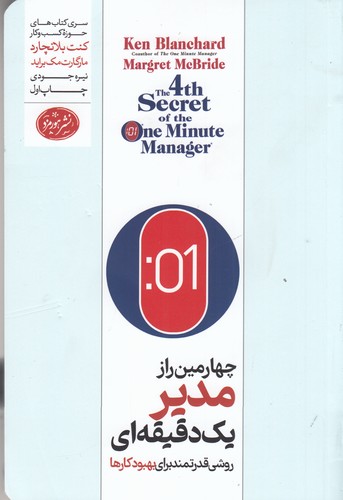 سری کتاب‌های
حوزهٔ کسب‌وکار
کنت بلانچارد
مارگارت مک‌براید
نیره جودی
چاپ اول
نشر هورمزد
Ken Blanchard
Coauthor of The One Minute Manager
Margret McBride
The 4th
Secret
of the
:01
One Minute
Manager®
:01
چهارمین راز
مدیر
یک‌دقیقه‌ای
روشی قدرتمند برای بهبود کارها